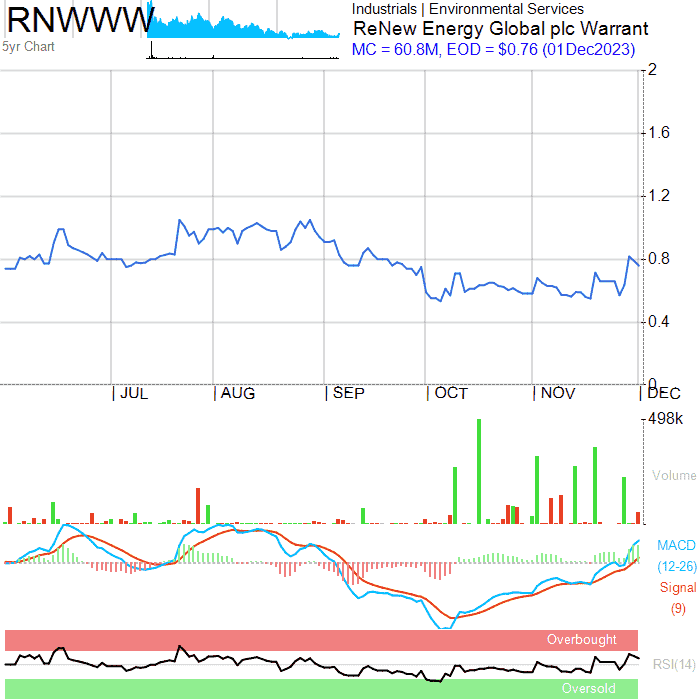 RNWWW
5yr Chart
Industrials | Environmental Services
ReNew Energy Global plc Warrant
MC = 60.8M, EOD = $0.76 (01Dec2023)
2
1.6
1.2
0.8
0.4
0
| JUL | AUG | SEP | OCT | NOV | DEC
498k
Volume
MACD
(12-26)
Signal
(9)
Overbought
RSI(14)
Oversold